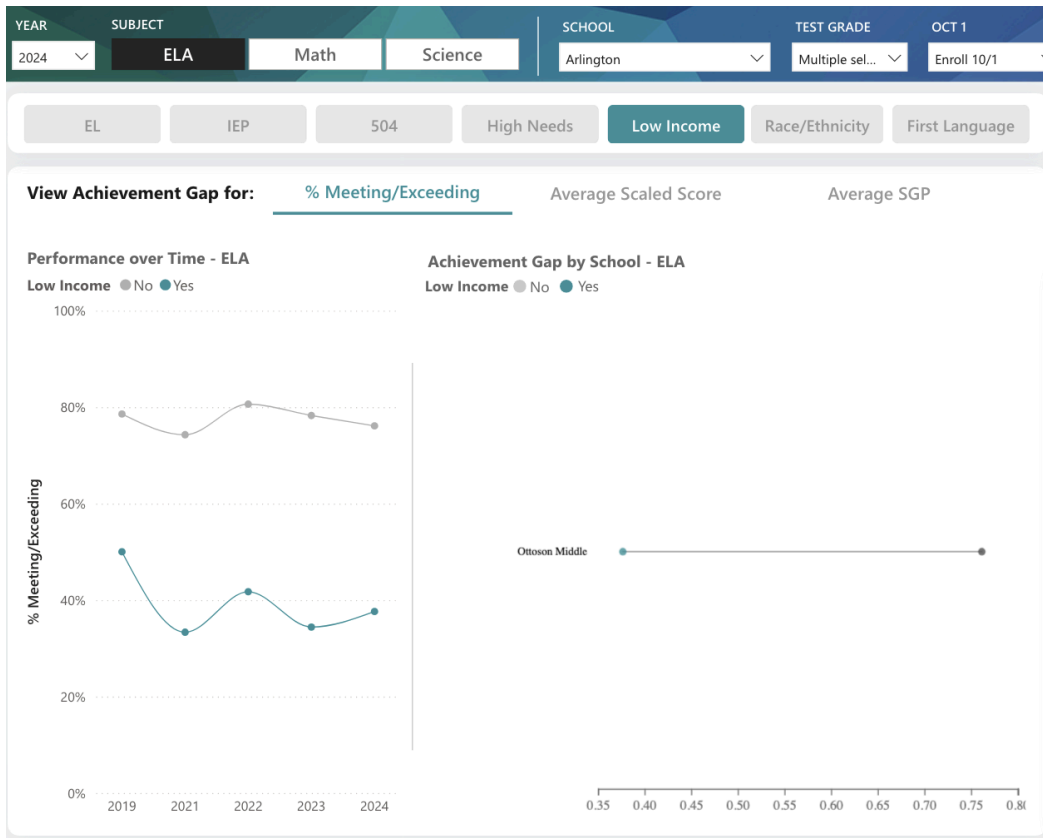 YEAR SUBJECT SCHOOL TEST GRADE OCT 1
2024 ELA Math Science Arlington Multiple sel... Enroll 10/1
EL IEP 504 High Needs Low Income Race/Ethnicity First Language
View Achievement Gap for: % Meeting/Exceeding Average Scaled Score Average SGP
Performance over Time - ELA
Low Income No Yes
100%
80%
60%
40%
20%
0%
% Meeting/Exceeding
2019 2021 2022 2023 2024
Achievement Gap by School - ELA
Low Income No Yes
Ottoson Middle
0.35 0.40 0.45 0.50 0.55 0.60 0.65 0.70 0.75 0.80